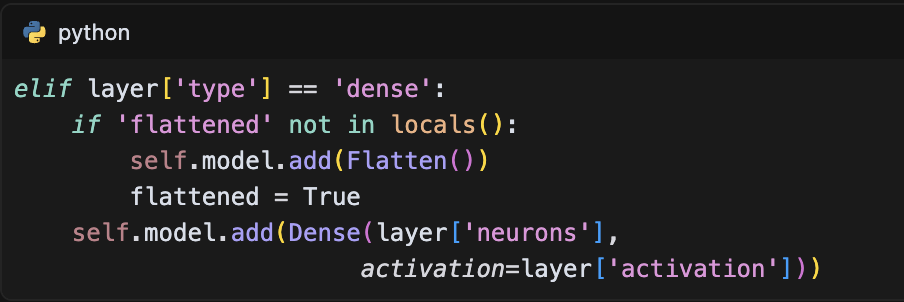 python
elif layer['type'] == 'dense':
    if 'flattened' not in locals():
        self.model.add(Flatten())
        flattened = True
    self.model.add(Dense(layer['neurons'],
                        activation=layer['activation']))